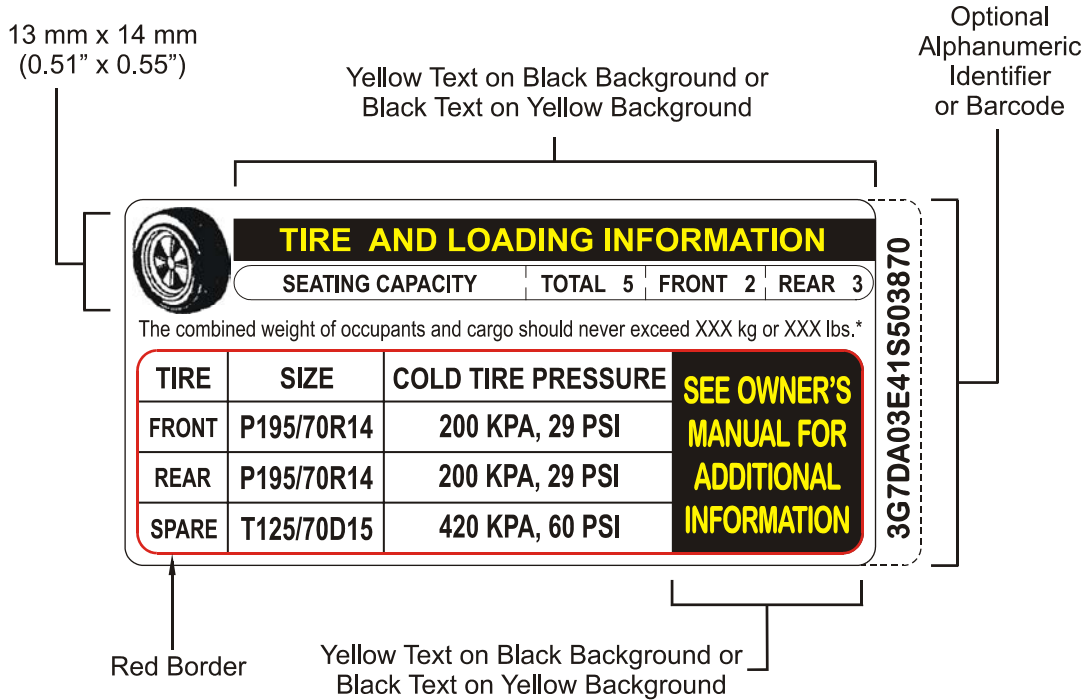 13 mm x 14 mm
(0.51” x 0.55”)
Yellow Text on Black Background or
Black Text on Yellow Background
Optional
Alphanumeric
Identifier
or Barcode
TIRE AND LOADING INFORMATION
SEATING CAPACITY TOTAL 5 FRONT 2 REAR 3
The combined weight of occupants and cargo should never exceed XXX kg or XXX lbs.*
TIRE SIZE COLD TIRE PRESSURE
FRONT P195/70R14 200 KPA, 29 PSI
REAR P195/70R14 200 KPA, 29 PSI
SPARE T125/70D15 420 KPA, 60 PSI
SEE OWNER’S
MANUAL FOR
ADDITIONAL
INFORMATION
3G7DA03E41S503870
Red Border
Yellow Text on Black Background or
Black Text on Yellow Background